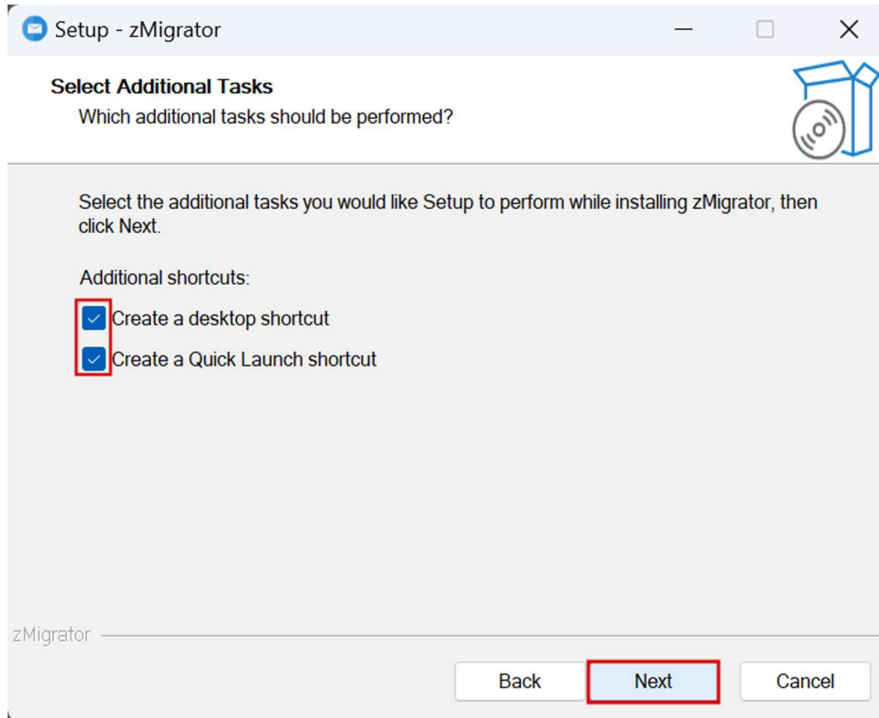 Setup - zMigrator
Select Additional Tasks
Which additional tasks should be performed?
Select the additional tasks you would like Setup to perform while installing zMigrator, then
click Next.
Additional shortcuts:
Create a desktop shortcut
Create a Quick Launch shortcut
zMigrator
Back Next Cancel